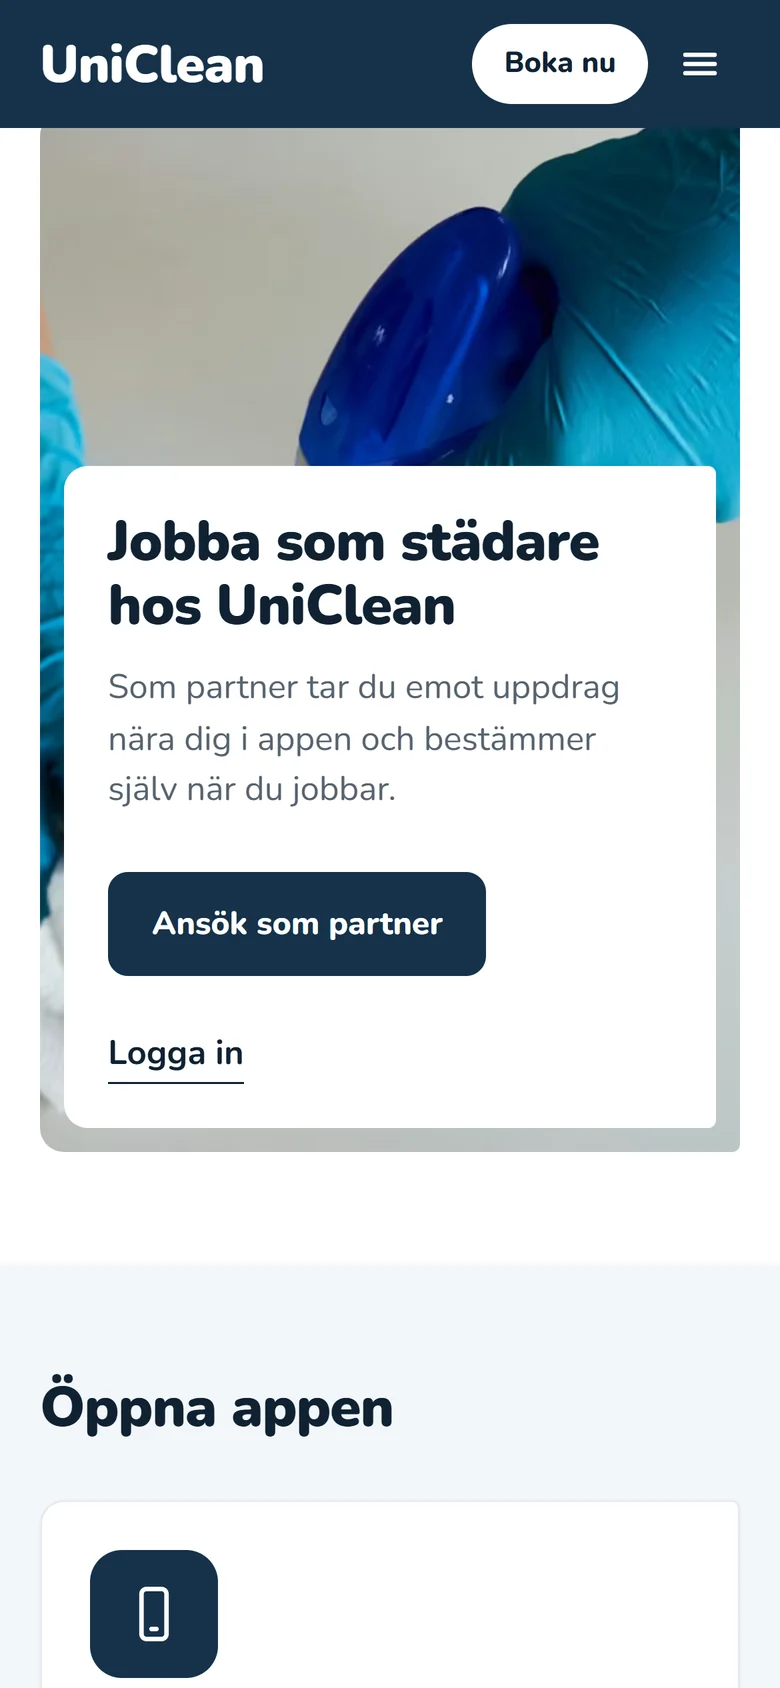 UniClean
Boka nu
Jobba som städare
hos UniClean
Som partner tar du emot uppdrag
nära dig i appen och bestämmer
själv när du jobbar.
Ansök som partner
Logga in
Öppna appen